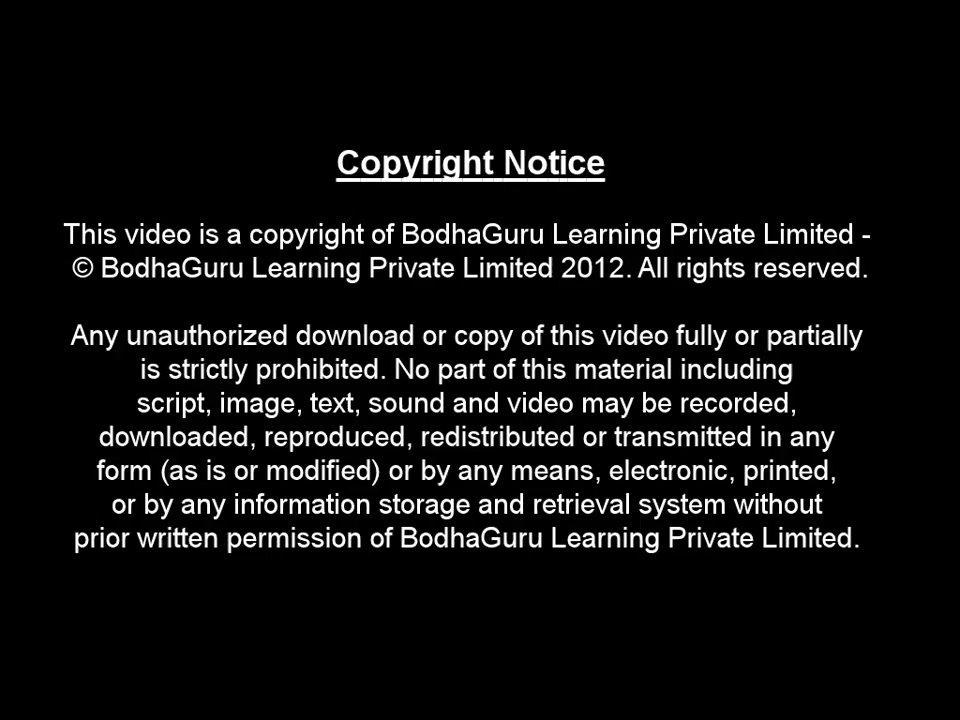 Copyright Notice
This video is a copyright of BodhaGuru Learning Private Limited -
© BodhaGuru Learning Private Limited 2012. All rights reserved.
Any unauthorized download or copy of this video fully or partially
is strictly prohibited. No part of this material including
script, image, text, sound and video may be recorded,
downloaded, reproduced, redistributed or transmitted in any
form (as is or modified) or by any means, electronic, printed,
or by any information storage and retrieval system without
prior written permission of BodhaGuru Learning Private Limited.